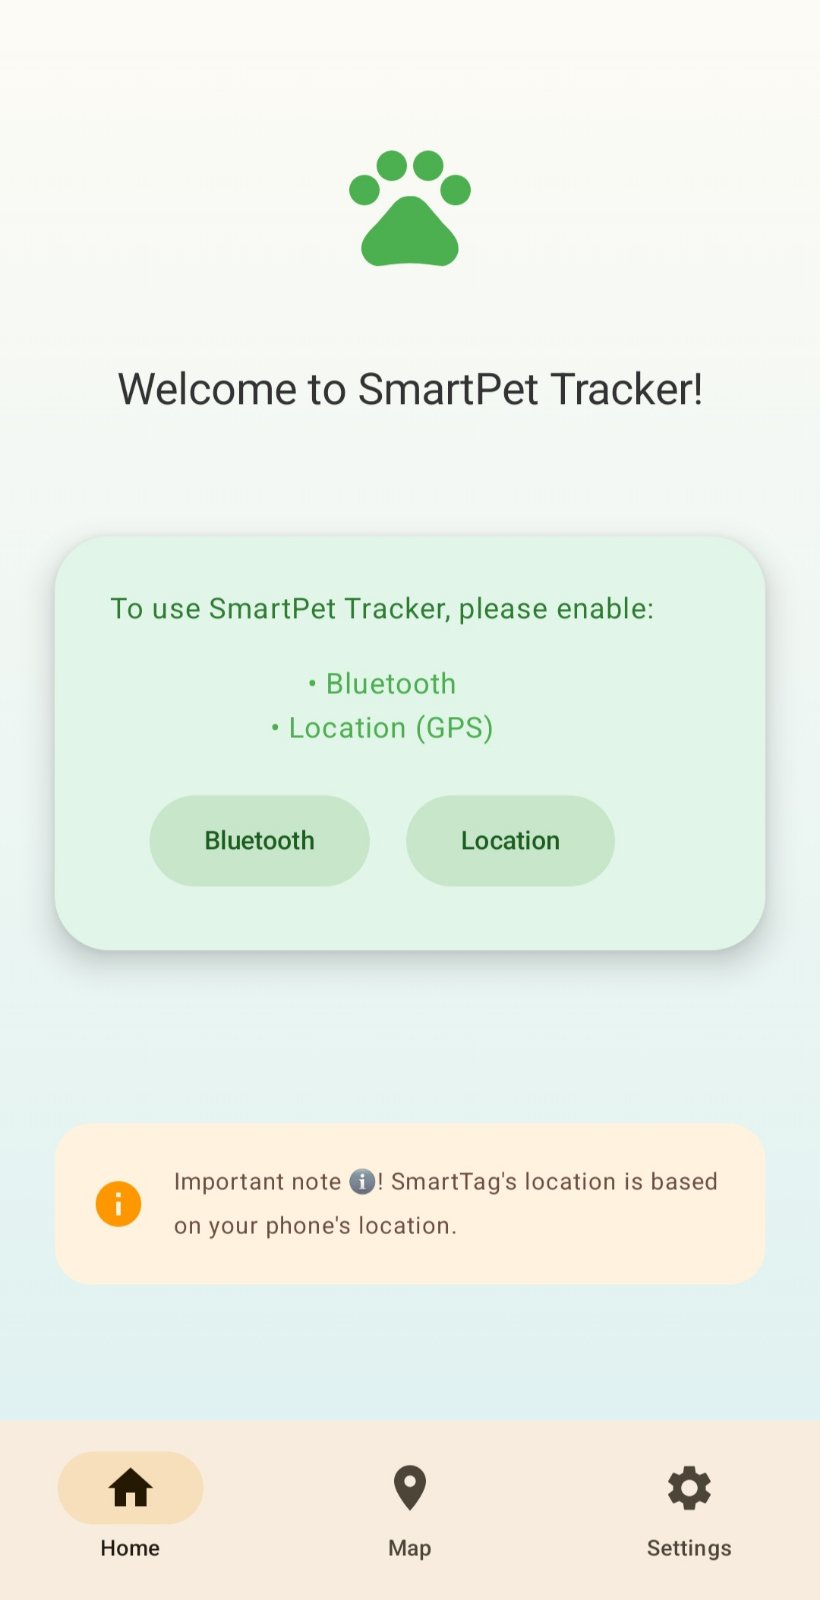 Welcome to SmartPet Tracker!
To use SmartPet Tracker, please enable:
• Bluetooth
• Location (GPS)
Bluetooth Location
Important note ℹ️! SmartTag's location is based
on your phone's location.
Home Map Settings